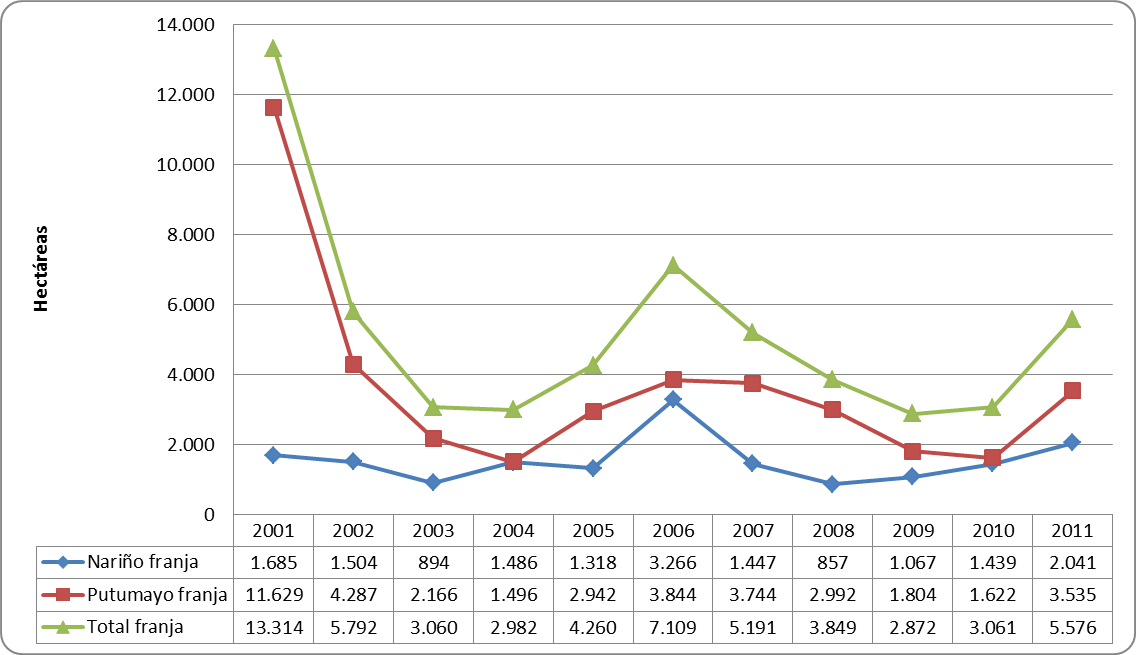 14.000
12.000
10.000
8.000
6.000
4.000
2.000
0
Hectáreas
2001 2002 2003 2004 2005 2006 2007 2008 2009 2010 2011
Nariño franja 1.685 1.504 894 1.486 1.318 3.266 1.447 857 1.067 1.439 2.041
Putumayo franja 11.629 4.287 2.166 1.496 2.942 3.844 3.744 2.992 1.804 1.622 3.535
Total franja 13.314 5.792 3.060 2.982 4.260 7.109 5.191 3.849 2.872 3.061 5.576